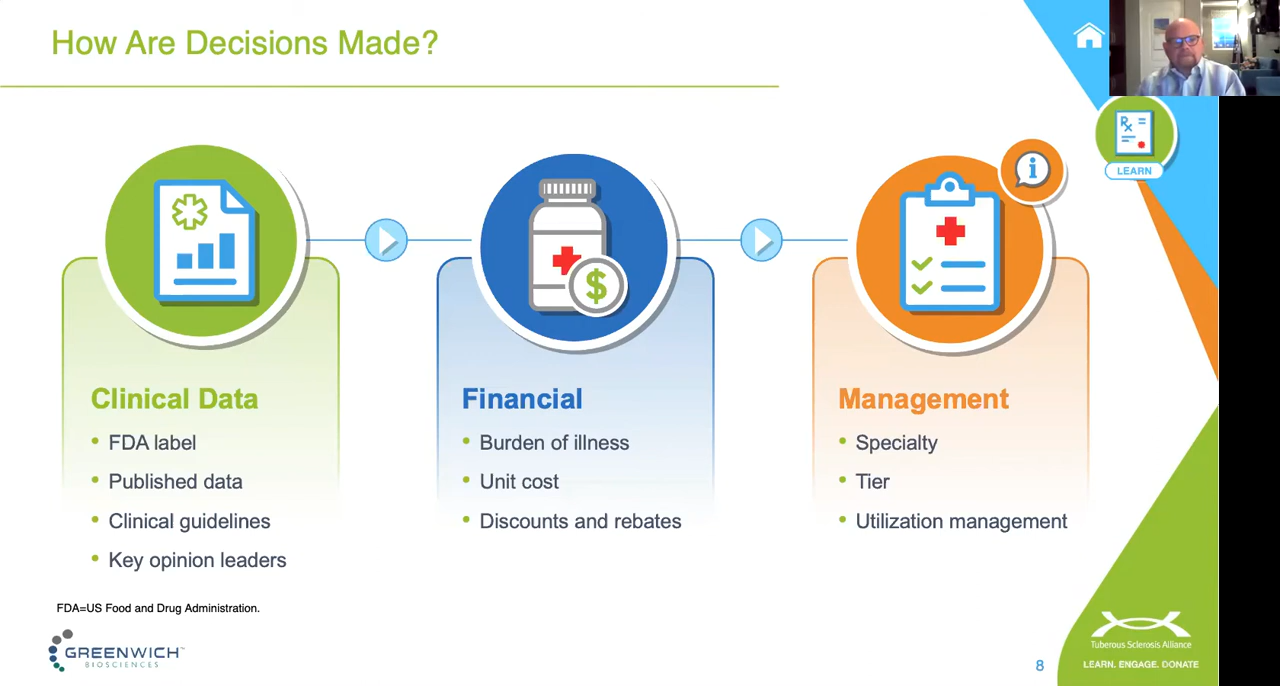 How Are Decisions Made?
Rx
LEARN
$
i
Clinical Data
• FDA label
• Published data
• Clinical guidelines
• Key opinion leaders
Financial
• Burden of illness
• Unit cost
• Discounts and rebates
Management
• Specialty
• Tier
• Utilization management
FDA=US Food and Drug Administration.
GREENWICH™
BIOSCIENCES
8
Tuberous Sclerosis Alliance
LEARN. ENGAGE. DONATE